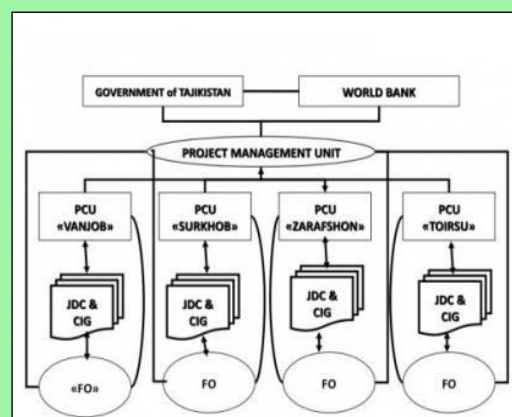 GOVERNMENT of TAJIKISTAN
WORLD BANK
PROJECT MANAGEMENT UNIT
PCU
«VANJOB»
PCU
«SURKHOB»
PCU
«ZARAFSHON»
PCU
«TOIRSU»
JDC &
CIG
JDC &
CIG
JDC &
CIG
JDC &
CIG
«FO»
FO
FO
FO